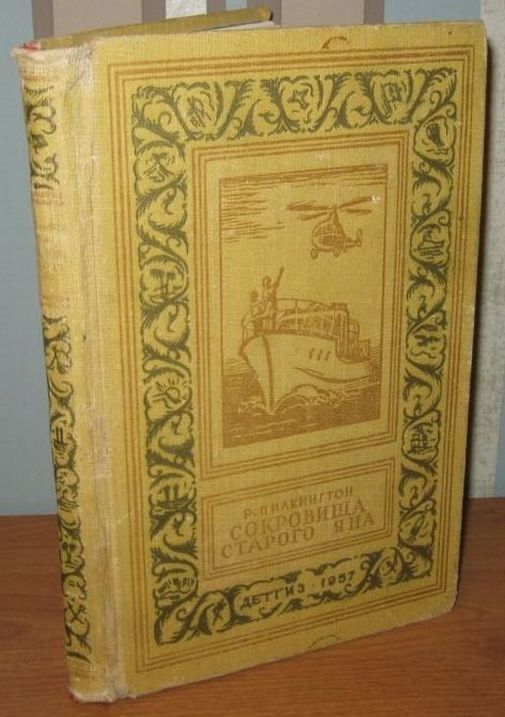 Р. ПИЛКИНГТОН
СОКРОВИЩА
СТАРОГО ЯНА
ДЕТГИЗ · 1957